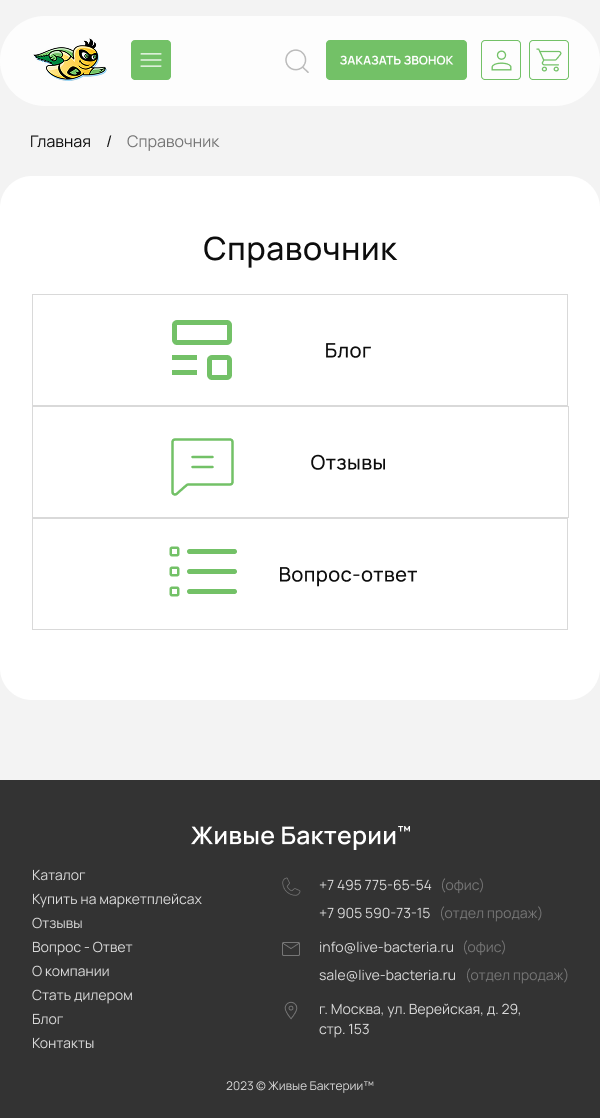 ЗАКАЗАТЬ ЗВОНОК
Главная / Справочник
Справочник
Блог
Отзывы
Вопрос-ответ
Живые Бактерии™
Каталог
Купить на маркетплейсах
Отзывы
Вопрос - Ответ
О компании
Стать дилером
Блог
Контакты
+7 495 775-65-54 (офис)
+7 905 590-73-15 (отдел продаж)
info@live-bacteria.ru (офис)
sale@live-bacteria.ru (отдел продаж)
г. Москва, ул. Верейская, д. 29,
стр. 153
2023 © Живые Бактерии™